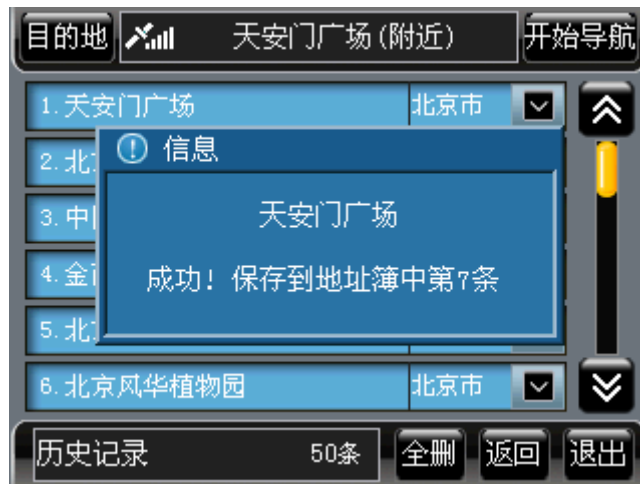 目的地 天安门广场(附近) 开始导航
1.天安门广场 北京市
信息
2.北
3.中
天安门广场
4.金
成功！保存到地址簿中第7条
5.北
6.北京风华植物园 北京市
历史记录 50条 全删 返回 退出